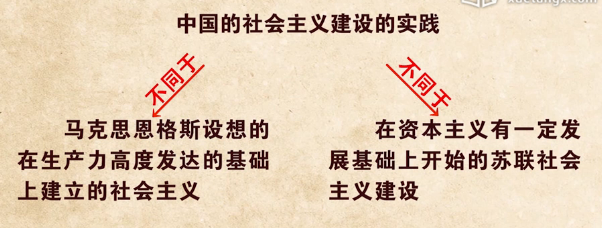 中国的社会主义建设的实践
不同于
不同于
马克思恩格斯设想的
在生产力高度发达的基础
上建立的社会主义
在资本主义有一定发
展基础上开始的苏联社会
主义建设